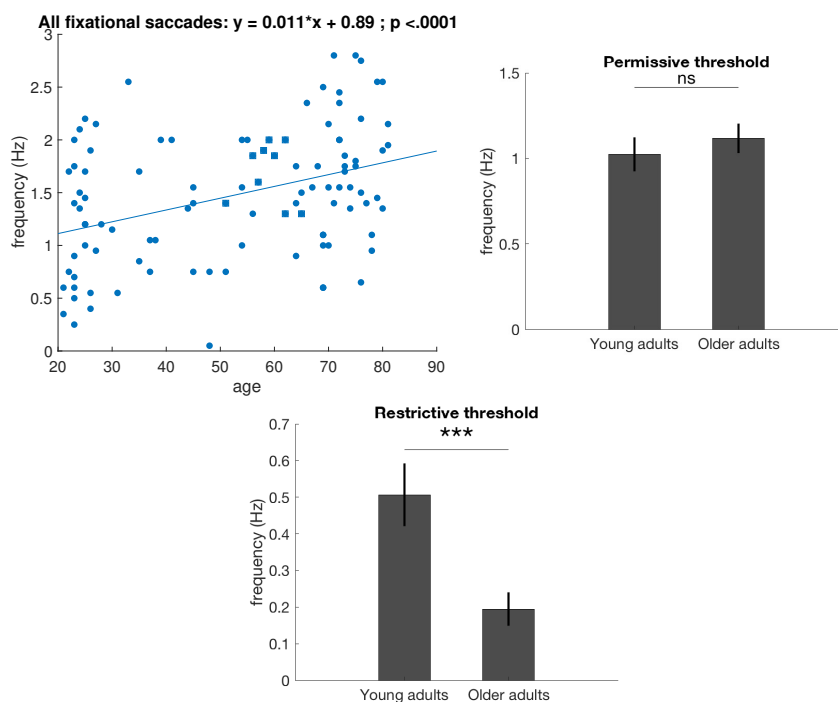 All fixational saccades: y = 0.011*x + 0.89 ; p <.0001
3
2.5
2
1.5
1
0.5
0
frequency (Hz)
20 30 40 50 60 70 80 90
age
Permissive threshold
ns
1.5
1
0.5
0
frequency (Hz)
Young adults Older adults
Restrictive threshold
***
0.7
0.6
0.5
0.4
0.3
0.2
0.1
0
frequency (Hz)
Young adults Older adults